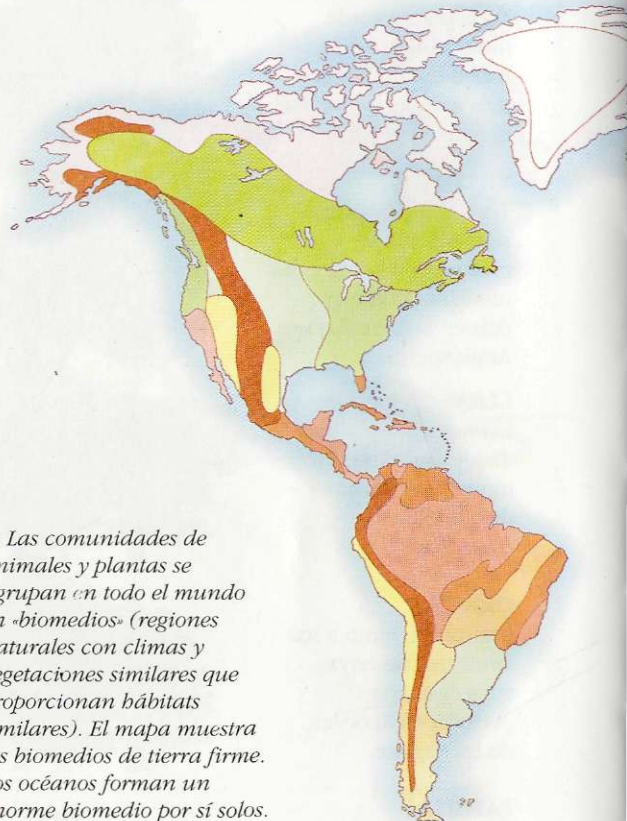 Las comunidades de
nimales y plantas se
grupan en todo el mundo
n «biomedios» (regiones
aturales con climas y
egetaciones similares que
roporcionan hábitats
milares). El mapa muestra
s biomedios de tierra firme.
os océanos forman un
norme biomedio por sí solos.